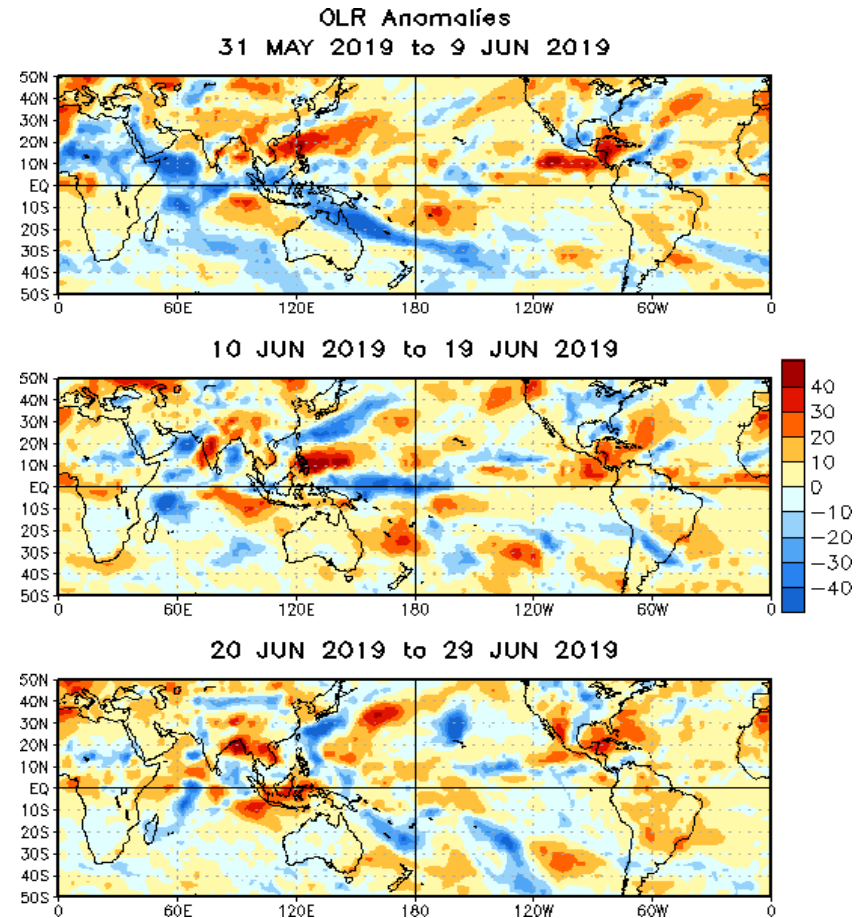 OLR Anomalies
31 MAY 2019 to 9 JUN 2019
50N
40N
30N
20N
10N
EQ
10S
20S
30S
40S
50S
0 60E 120E 180 120W 60W 0
10 JUN 2019 to 19 JUN 2019
50N
40N
30N
20N
10N
EQ
10S
20S
30S
40S
50S
0 60E 120E 180 120W 60W 0
40
30
20
10
0
-10
-20
-30
-40
20 JUN 2019 to 29 JUN 2019
50N
40N
30N
20N
10N
EQ
10S
20S
30S
40S
50S
0 60E 120E 180 120W 60W 0